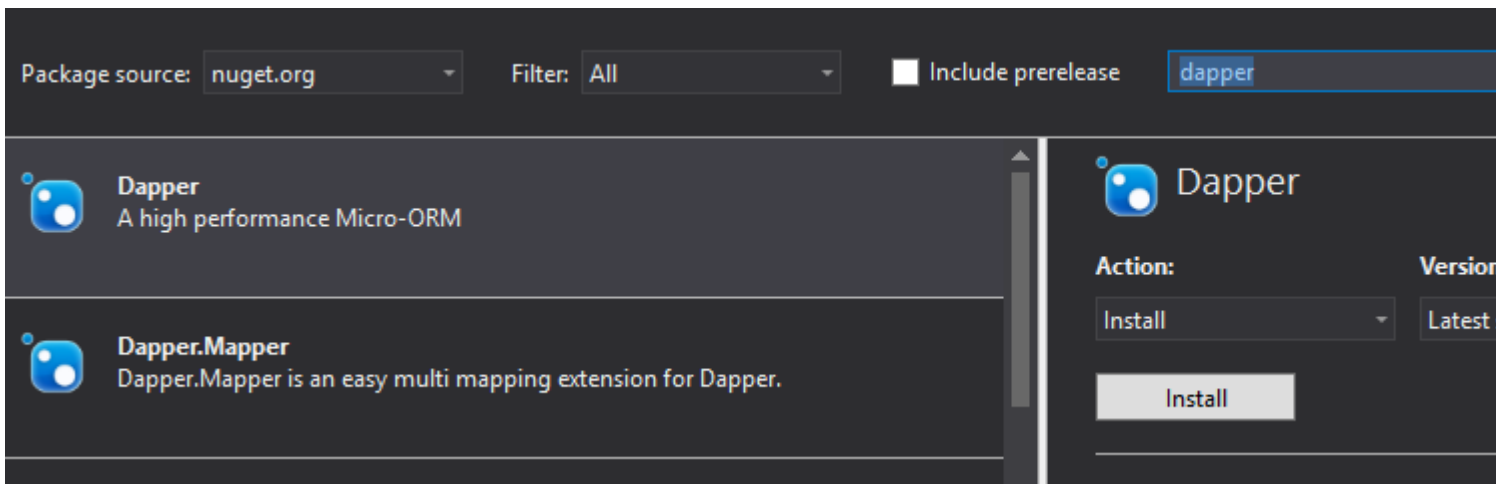 Package source: nuget.org Filter: All Include prerelease dapper
Dapper
A high performance Micro-ORM
Dapper.Mapper
Dapper.Mapper is an easy multi mapping extension for Dapper.
Dapper
Action: Version
Install Latest
Install